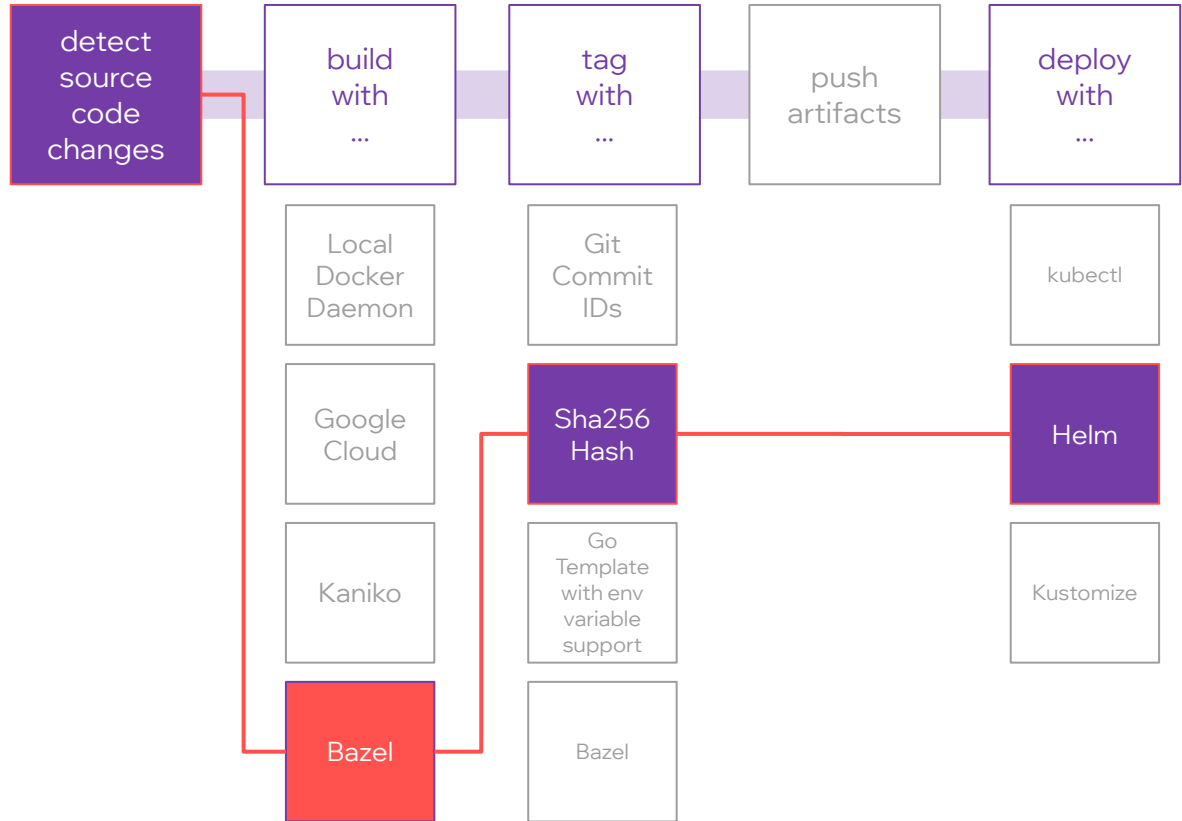 detect
source
code
changes
build
with
...
tag
with
...
push
artifacts
deploy
with
...
Local
Docker
Daemon
Git
Commit
IDs
kubectl
Google
Cloud
Sha256
Hash
Helm
Kaniko
Go
Template
with env
variable
support
Kustomize
Bazel
Bazel